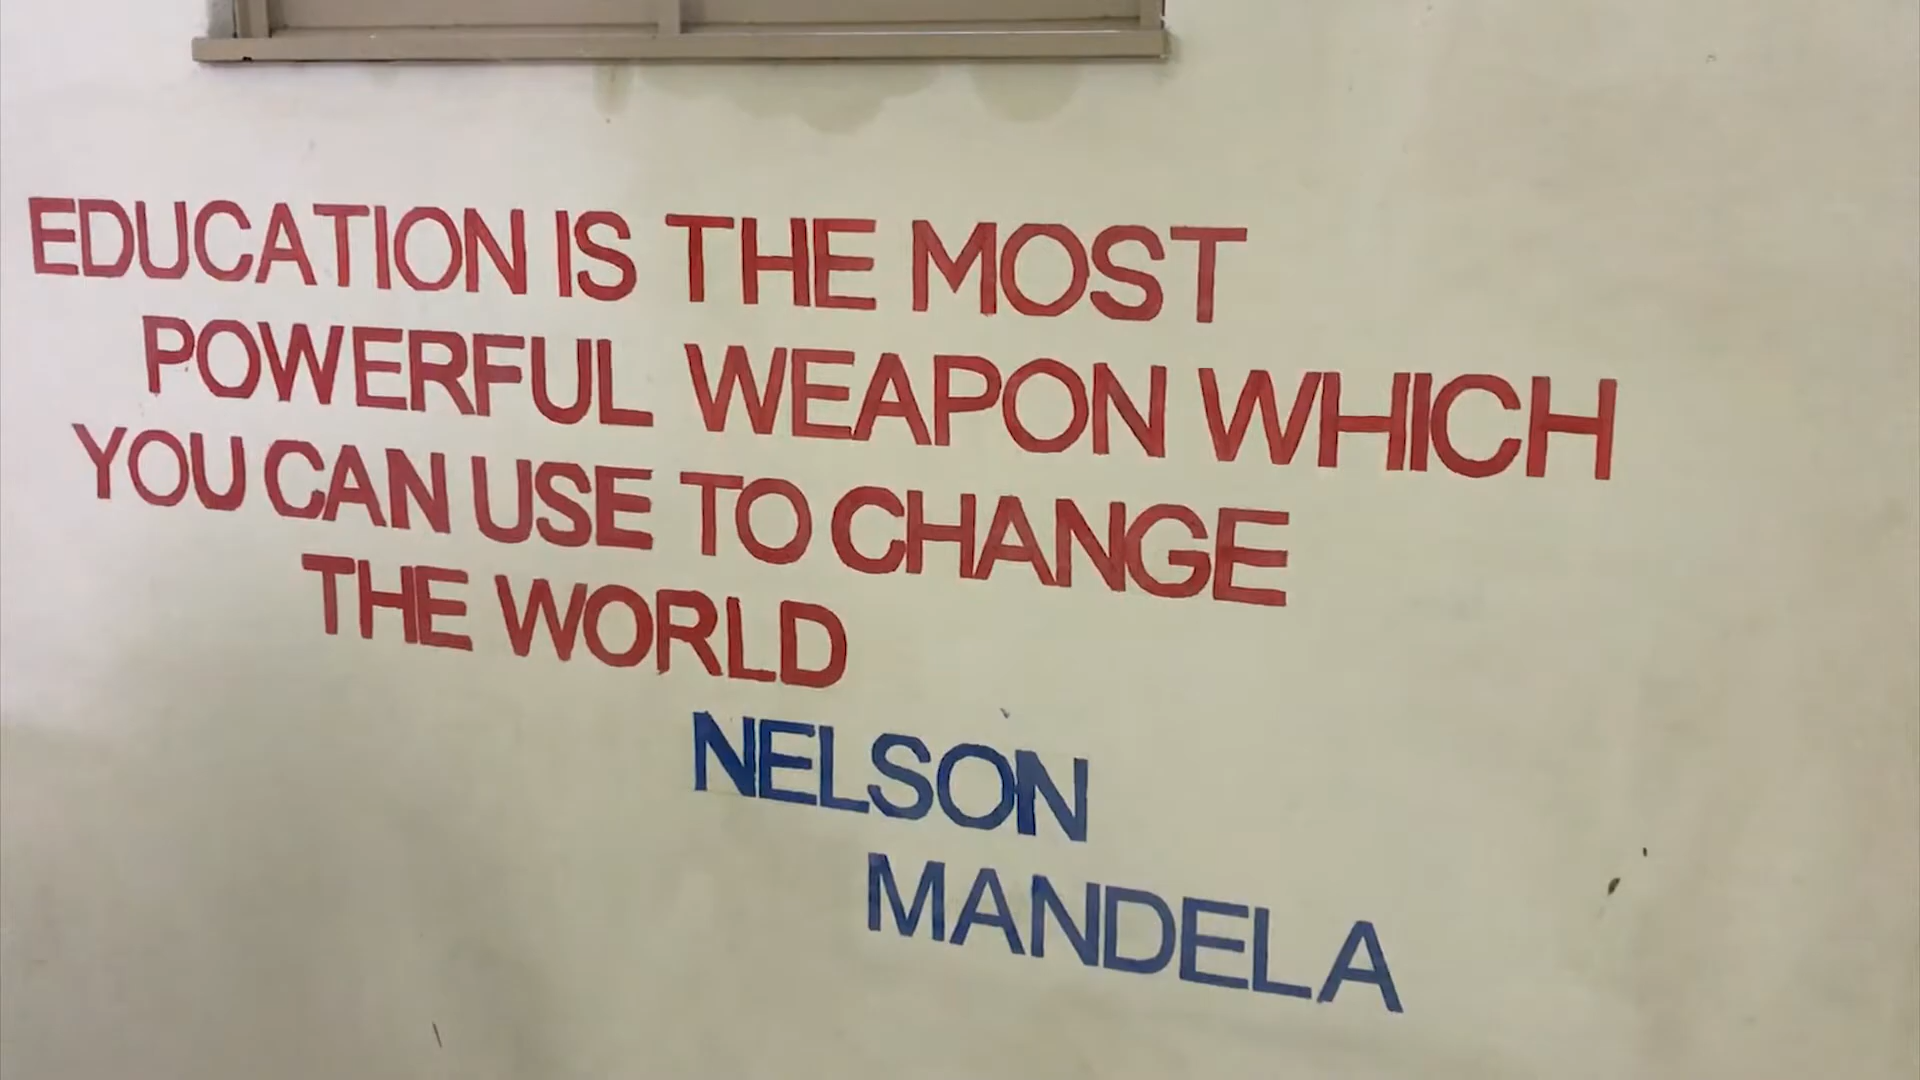 EDUCATION IS THE MOST
POWERFUL WEAPON WHICH
YOU CAN USE TO CHANGE
THE WORLD
NELSON
MANDELA